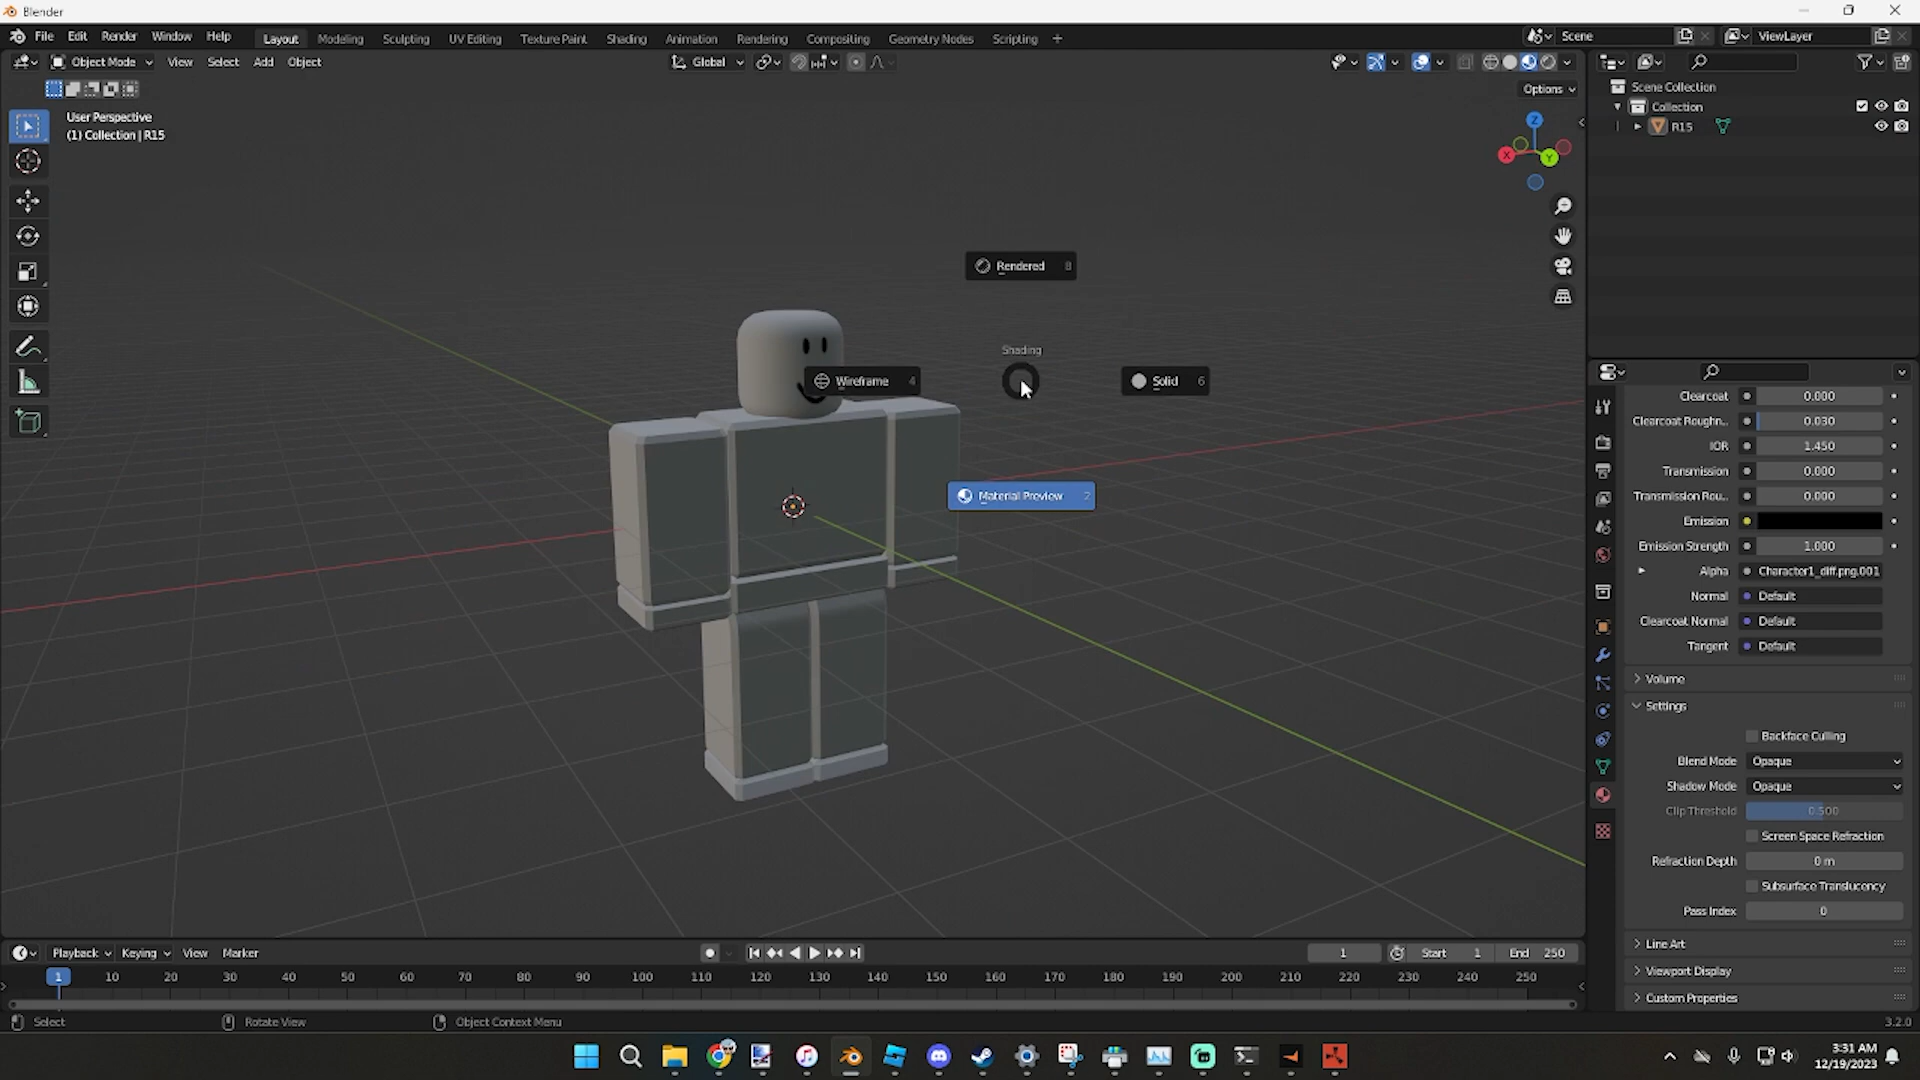 Blender
File Edit Render Window Help Layout Modeling Sculpting UV Editing Texture Paint Shading Animation Rendering Compositing Geometry Nodes Scripting + Scene ViewLayer
Object Mode View Select Add Object Global
Options
User Perspective
(1) Collection | R15
Z
X
Y
Scene Collection
Collection
R15
Rendered 8
Shading
Wireframe 4
Solid 6
Material Preview 2
Clearcoat 0.000
Clearcoat Roughn.. 0.030
IOR 1.450
Transmission 0.000
Transmission Rou.. 0.000
Emission
Emission Strength 1.000
Alpha Character1_diff.png.001
Normal Default
Clearcoat Normal Default
Tangent Default
Volume
Settings
Backface Culling
Blend Mode Opaque
Shadow Mode Opaque
Clip Threshold 0.500
Screen Space Refraction
Refraction Depth 0 m
Subsurface Translucency
Pass Index 0
Line Art
Viewport Display
Custom Properties
Playback Keying View Marker 1 Start 1 End 250
1 10 20 30 40 50 60 70 80 90 100 110 120 130 140 150 160 170 180 190 200 210 220 230 240 250
Select Rotate View Object Context Menu 3.2.0
3:31 AM
12/19/2023